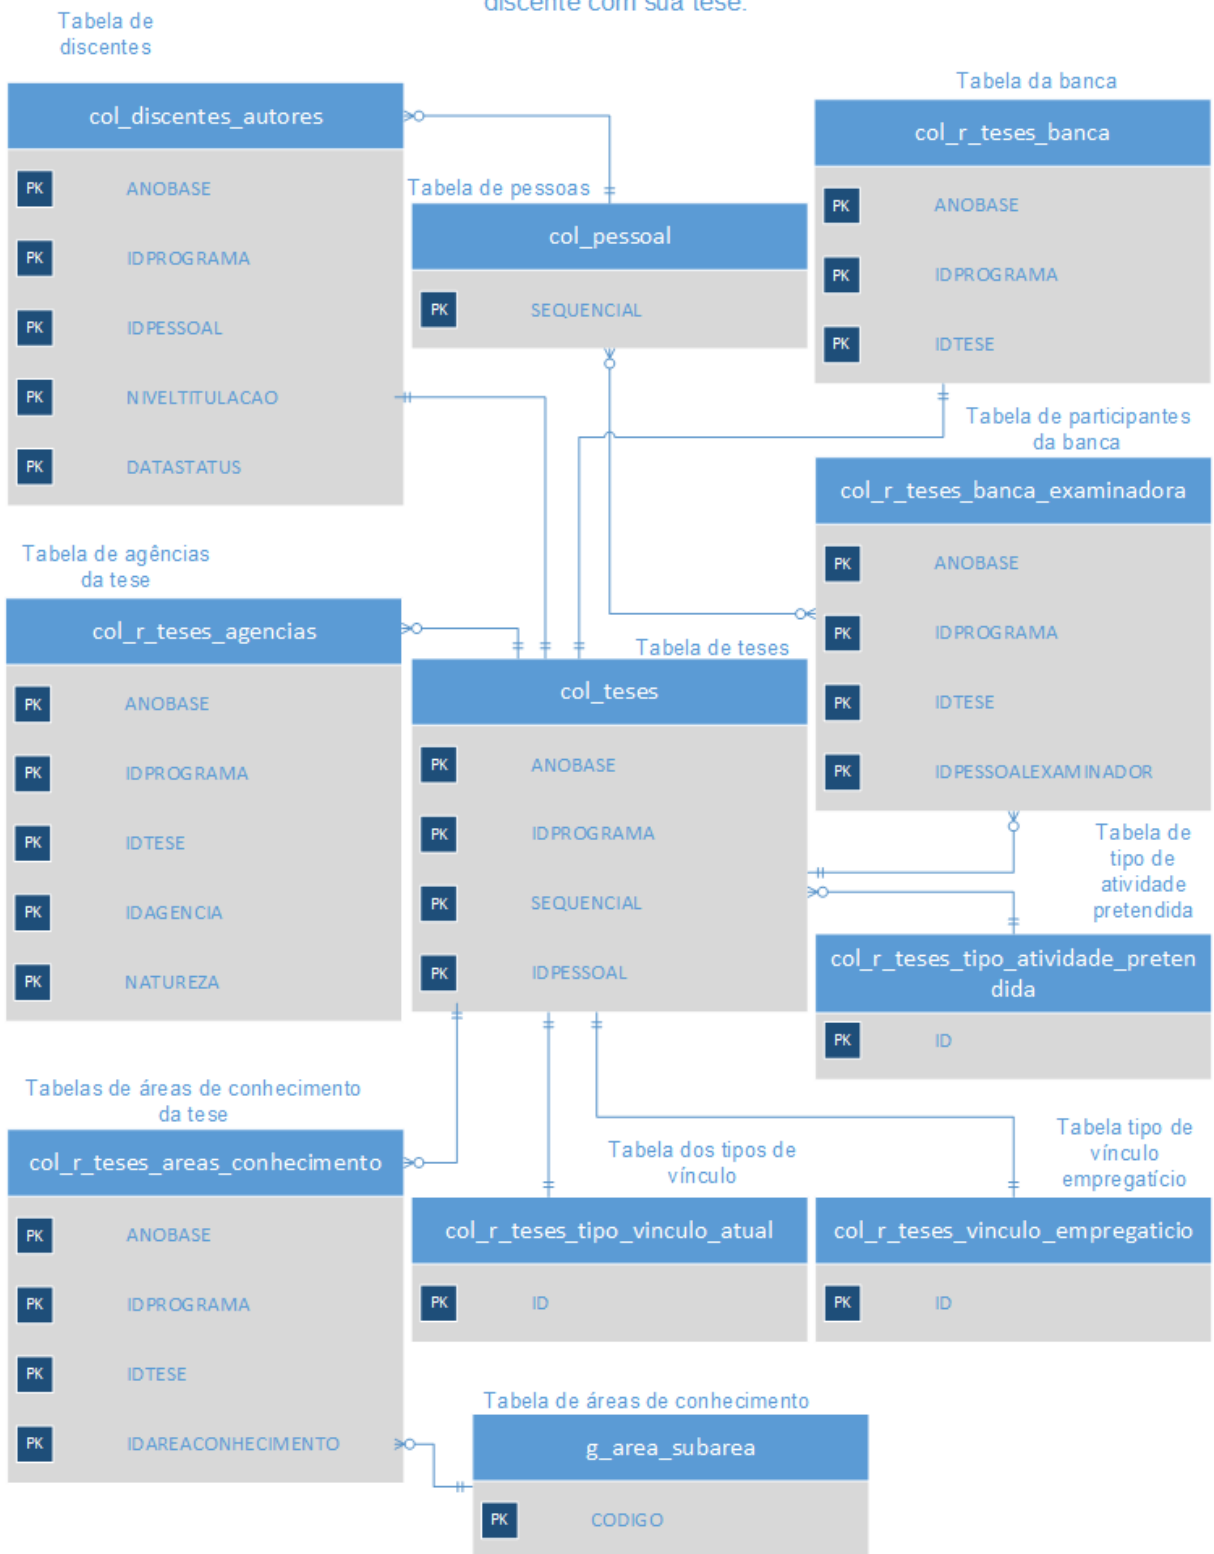 discente com sua tese.
Tabela de
discentes
col_discentes_autores
PK ANOBASE
PK IDPROGRAMA
PK IDPESSOAL
PK NIVELTITULACAO
PK DATASTATUS
Tabela de pessoas
col_pessoal
PK SEQUENCIAL
Tabela da banca
col_r_teses_banca
PK ANOBASE
PK IDPROGRAMA
PK IDTESE
Tabela de participantes
da banca
col_r_teses_banca_examinadora
PK ANOBASE
PK IDPROGRAMA
PK IDTESE
PK IDPESSOALEXAMINADOR
Tabela de agências
da tese
col_r_teses_agencias
PK ANOBASE
PK IDPROGRAMA
PK IDTESE
PK IDAGENCIA
PK NATUREZA
Tabela de teses
col_teses
PK ANOBASE
PK IDPROGRAMA
PK SEQUENCIAL
PK IDPESSOAL
Tabela de
tipo de
atividade
pretendida
col_r_teses_tipo_atividade_preten
dida
PK ID
Tabelas de áreas de conhecimento
da tese
col_r_teses_areas_conhecimento
PK ANOBASE
PK IDPROGRAMA
PK IDTESE
PK IDAREACONHECIMENTO
Tabela dos tipos de
vínculo
col_r_teses_tipo_vinculo_atual
PK ID
Tabela tipo de
vínculo
empregatício
col_r_teses_vinculo_empregaticio
PK ID
Tabela de áreas de conhecimento
g_area_subarea
PK CODIGO